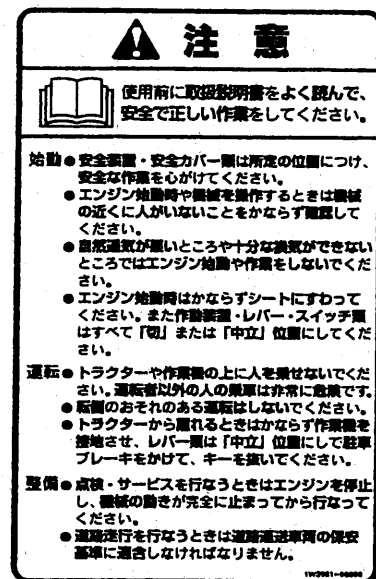 注意
使用前に取扱説明書をよく読んで、
安全で正しい作業をしてください。
始動●安全装置・安全カバー類は所定の位置につけ、
安全な作業を心がけてください。
●エンジン始動時や機械を操作するときは機械
の近くに人がいないことをかならず確認して
ください。
●自然通気が悪いところや十分な換気ができない
ところではエンジン始動や作業をしないでくだ
さい。
●エンジン始動時はかならずシートにすわって
ください。また作動装置・レバー・スイッチ類
はすべて「切」または「中立」位置にしてくだ
さい。
運転●トラクターや作業機の上に人を乗せないでくだ
さい。運転者以外の人の乗車は非常に危険です。
●転倒のおそれのある運転はしないでください。
●トラクターから離れるときはかならず作業機を
接地させ、レバー類は「中立」位置にして駐車
ブレーキをかけて、キーを抜いてください。
整備●点検・サービスを行なうときはエンジンを停止
し、機械の動きが完全に止まってから行なって
ください。
●道路走行を行なうときは道路運送車両の保安
基準に適合しなければなりません。